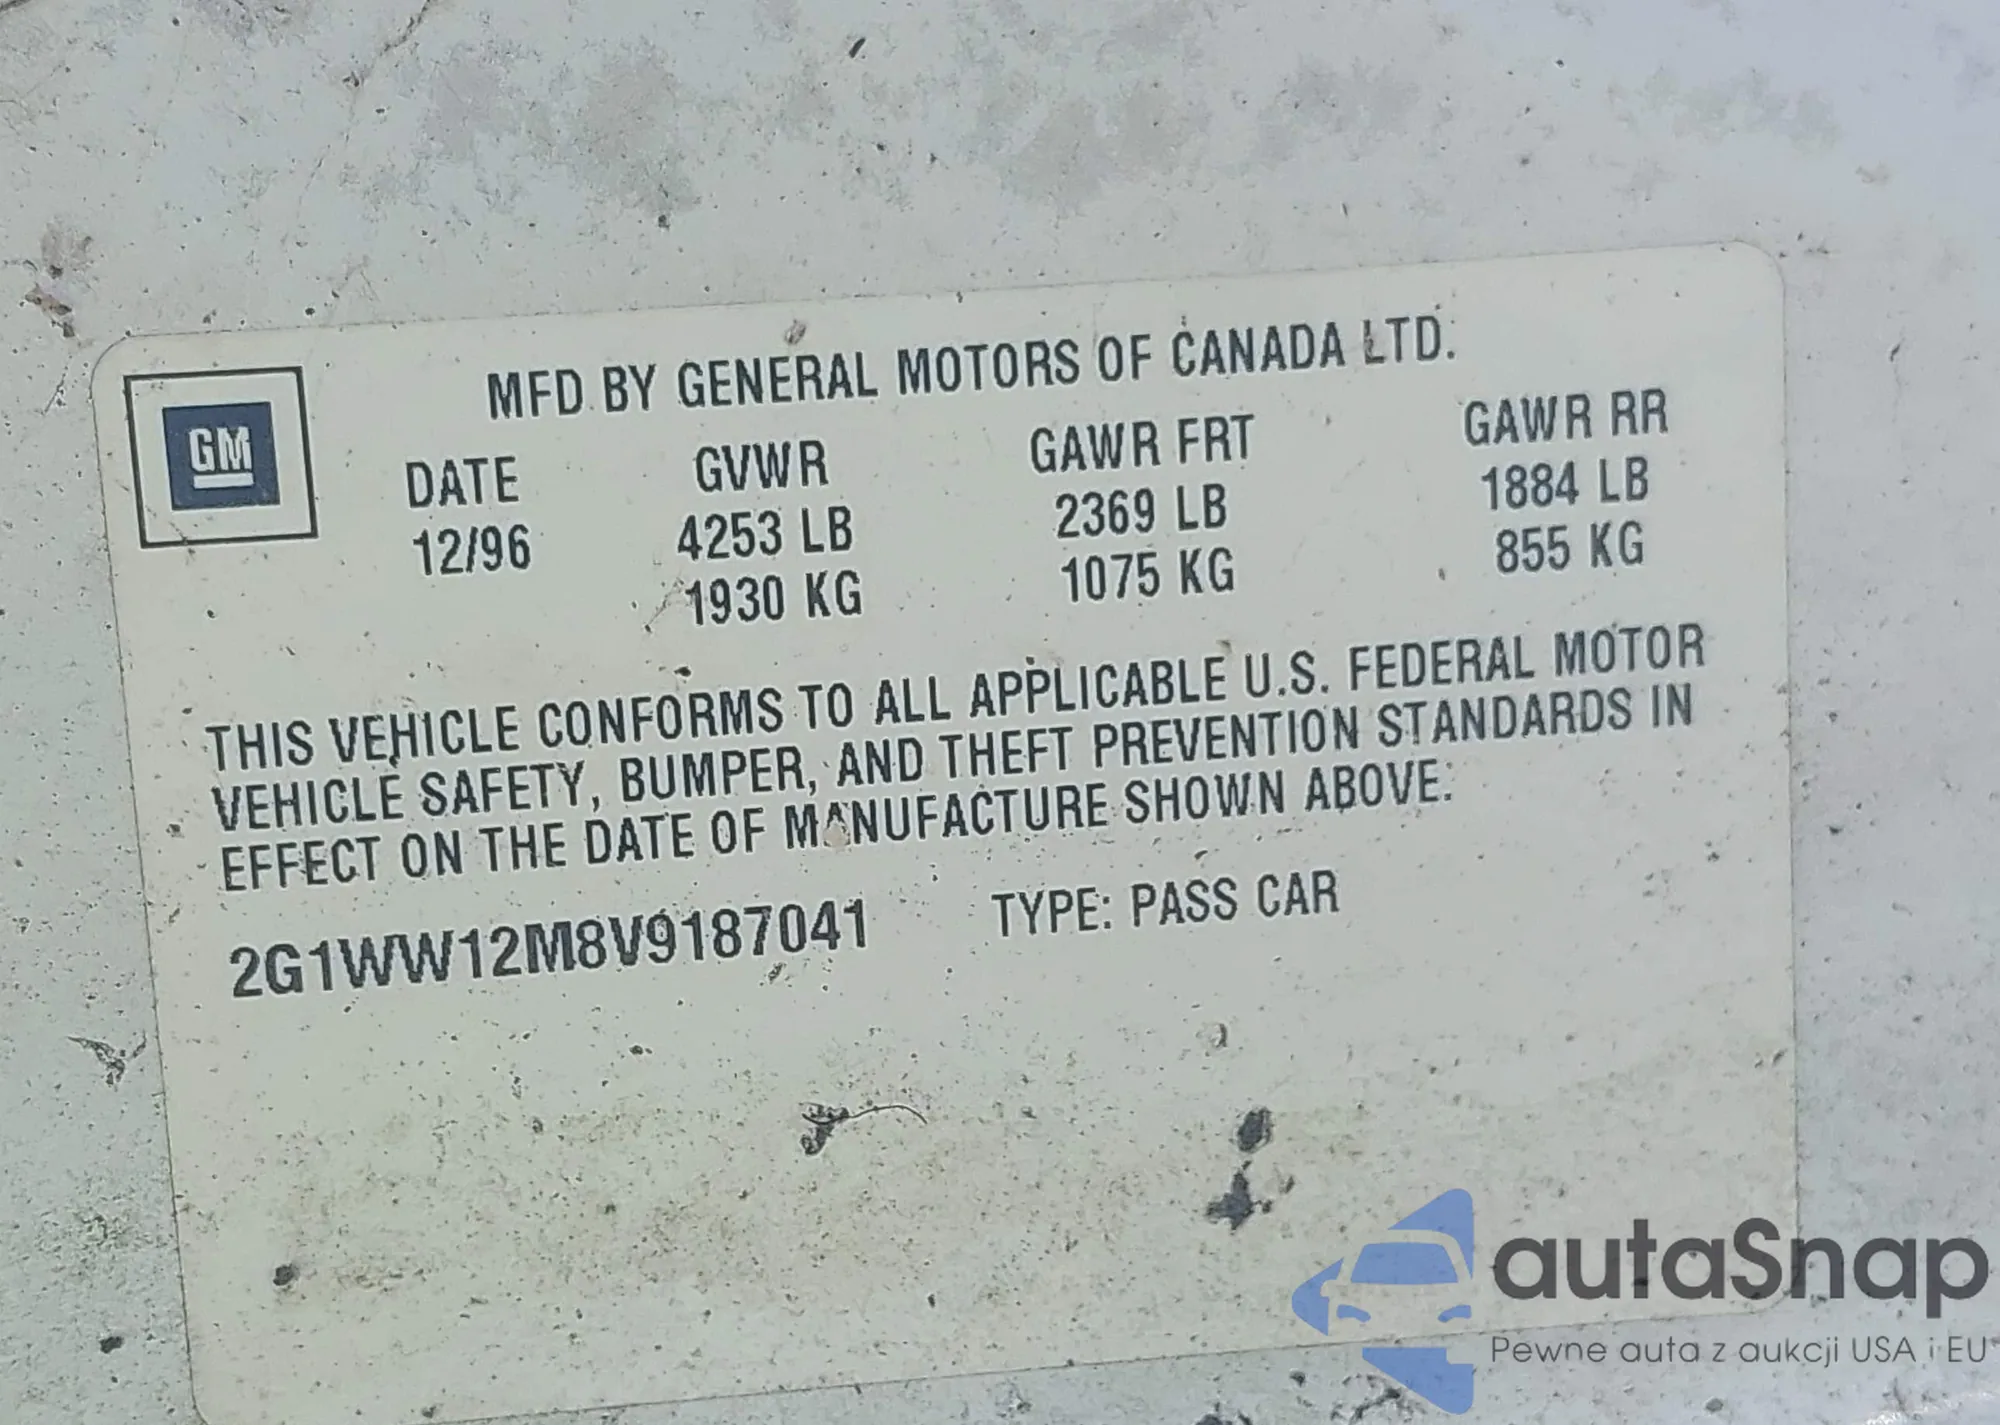 MFD BY GENERAL MOTORS OF CANADA LTD.
GM
DATE GVWR GAWR FRT GAWR RR
12/96 4253 LB 2369 LB 1884 LB
1930 KG 1075 KG 855 KG
THIS VEHICLE CONFORMS TO ALL APPLICABLE U.S. FEDERAL MOTOR
VEHICLE SAFETY, BUMPER, AND THEFT PREVENTION STANDARDS IN
EFFECT ON THE DATE OF MANUFACTURE SHOWN ABOVE.
2G1WW12M8V9187041 TYPE: PASS CAR
autaSnap
Pewne auta z aukcji USA i EU